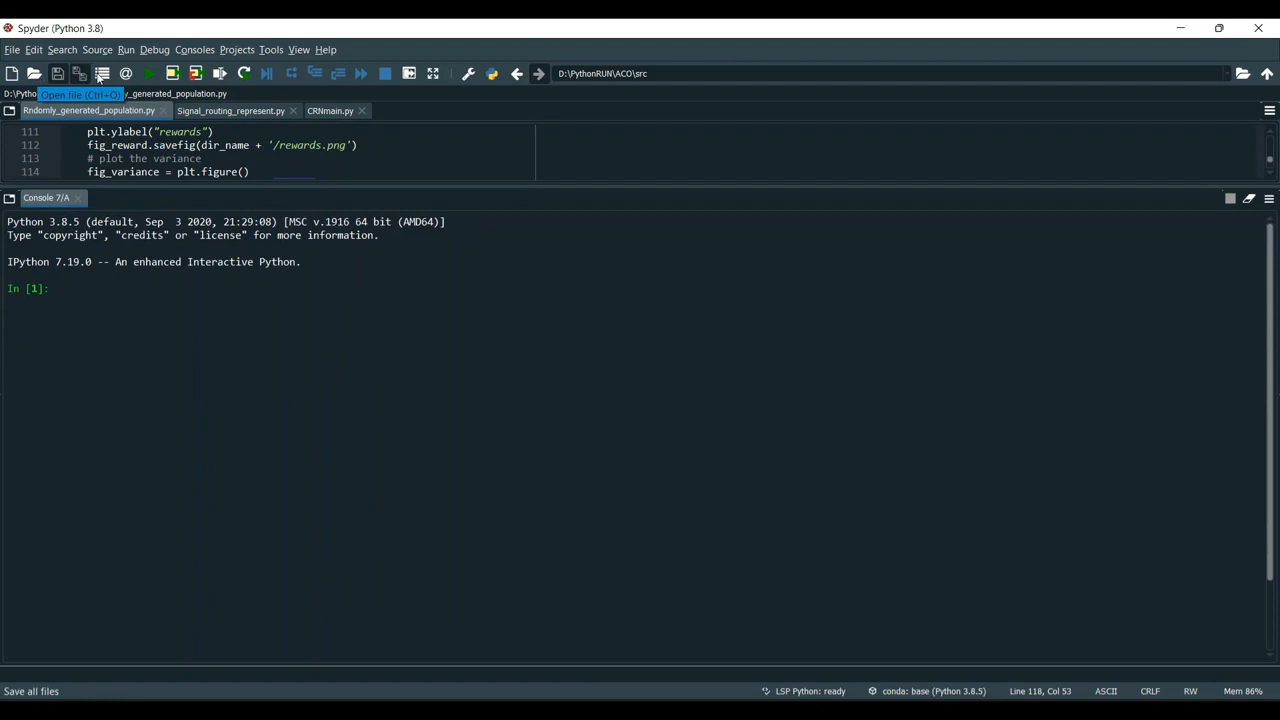 Spyder (Python 3.8)
File Edit Search Source Run Debug Consoles Projects Tools View Help
D:\PythonRUN\ACO\src
D:\Pytho
y_generated_population.py
Open file (Ctrl+O)
Rndomly_generated_population.py Signal_routing_represent.py CRNmain.py
111 plt.ylabel("rewards")
112 fig_reward.savefig(dir_name + '/rewards.png')
113 # plot the variance
114 fig_variance = plt.figure()
Console 7/A
Python 3.8.5 (default, Sep  3 2020, 21:29:08) [MSC v.1916 64 bit (AMD64)]
Type "copyright", "credits" or "license" for more information.
IPython 7.19.0 -- An enhanced Interactive Python.
In [1]:
Save all files LSP Python: ready conda: base (Python 3.8.5) Line 118, Col 53 ASCII CRLF RW Mem 86%